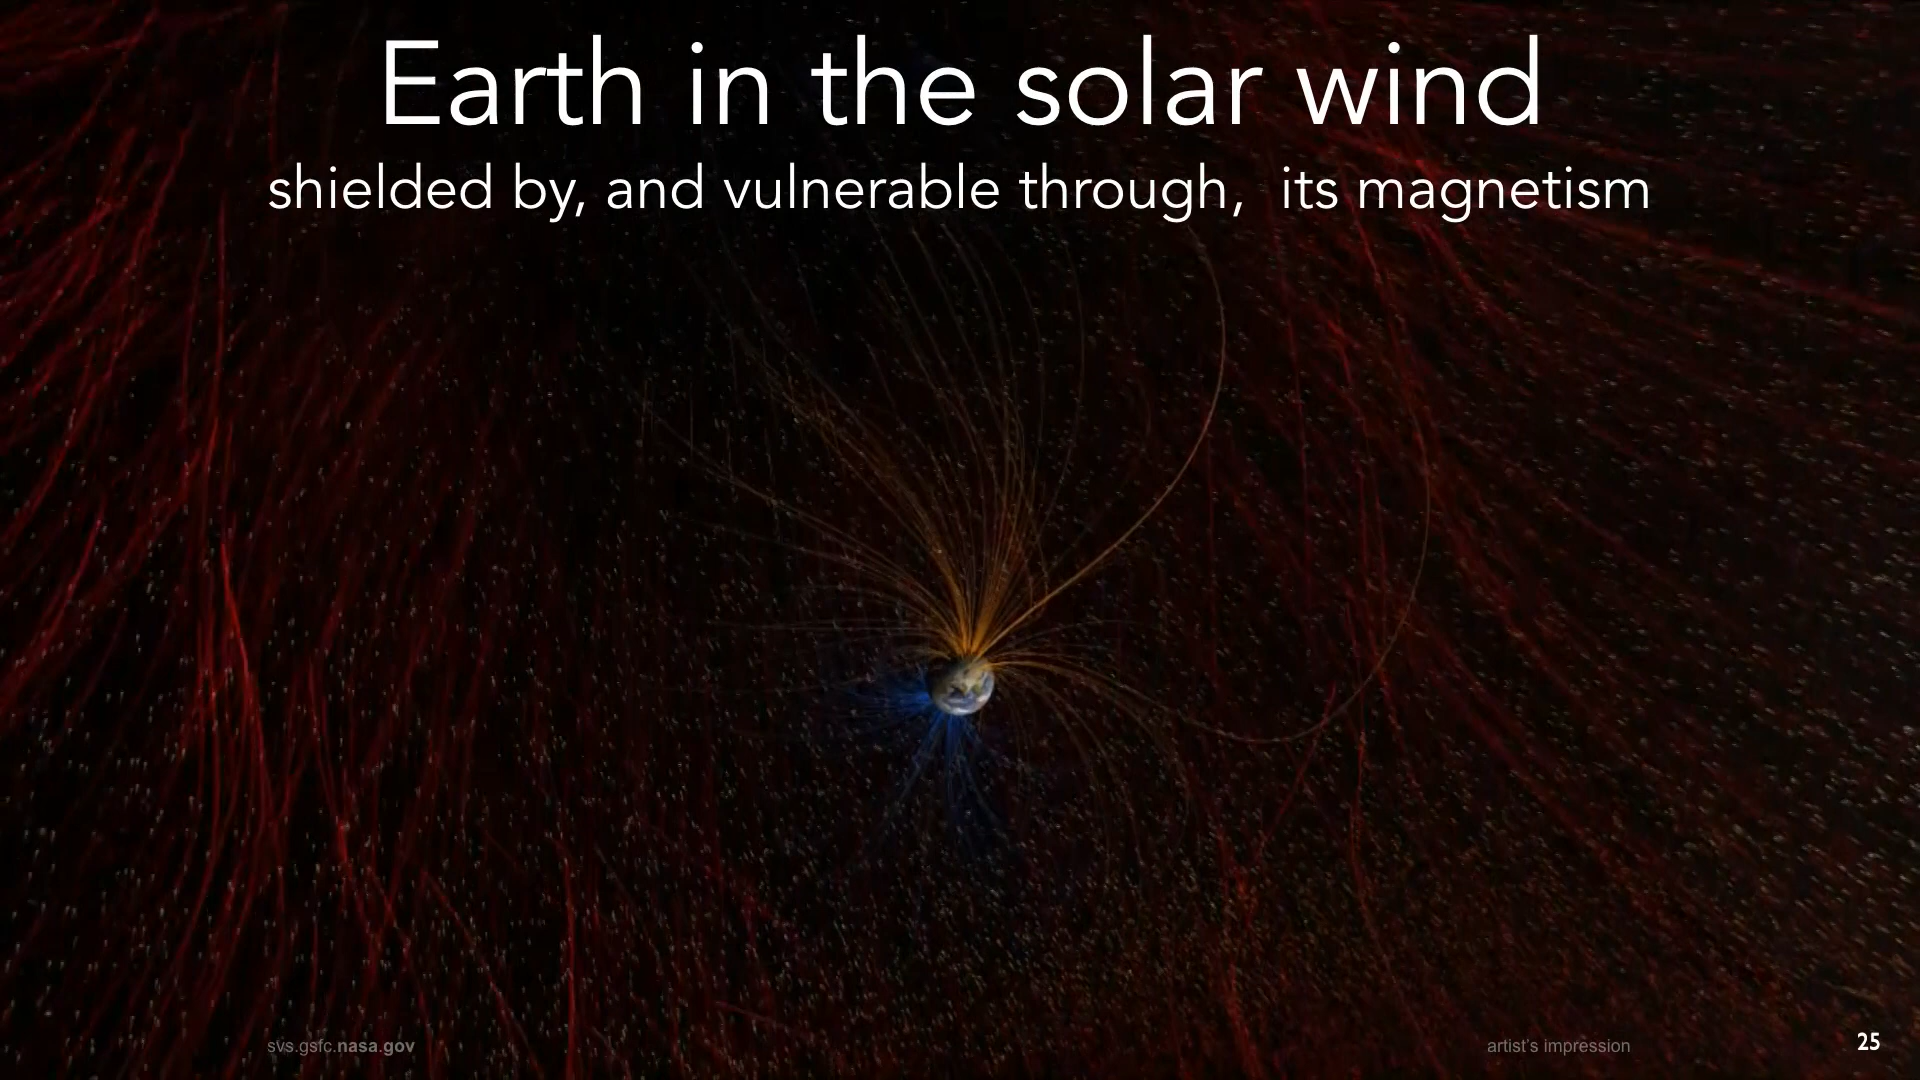 Earth in the solar wind
shielded by, and vulnerable through,  its magnetism
svs.gsfc.nasa.gov
artist's impression
25